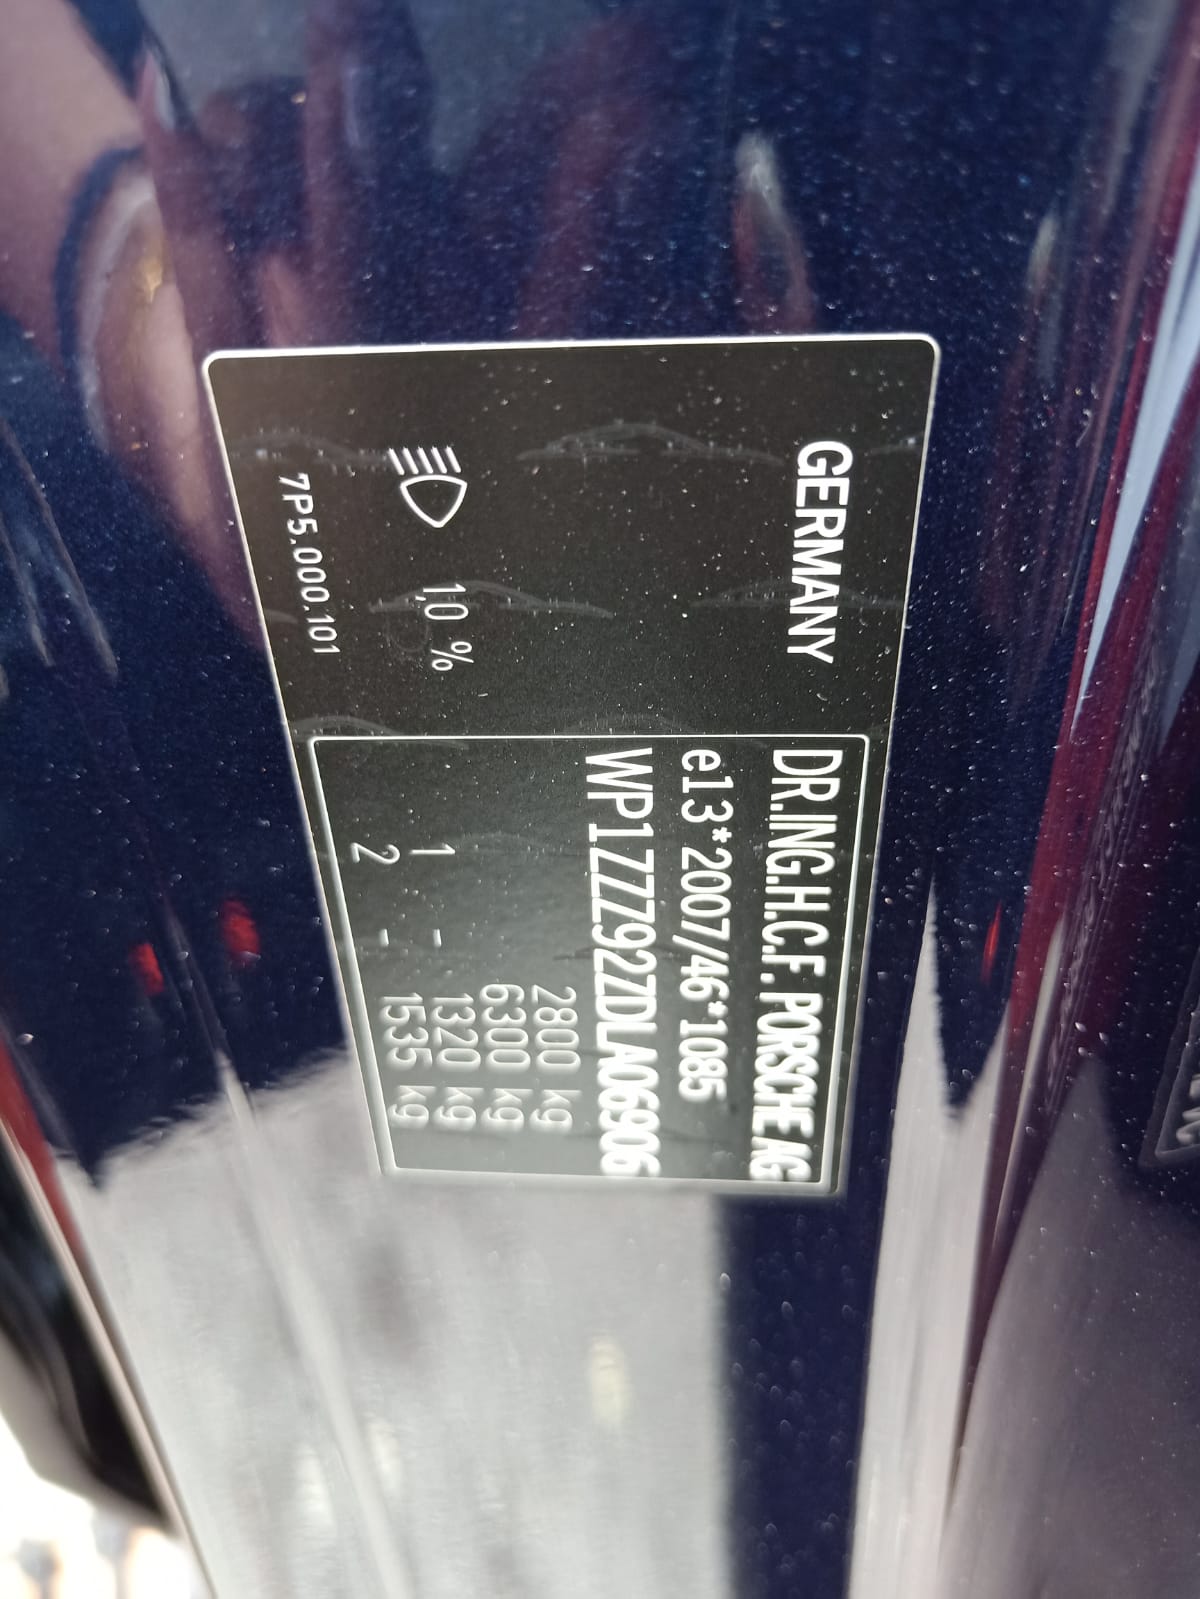 GERMANY
1,0 %
7P5.000.101
DR.ING.H.C.F. PORSCHE AG
e13*2007/46*1085
WP1ZZZ92ZDLA06906
2800 kg
6300 kg
1 - 1320 kg
2 - 1535 kg